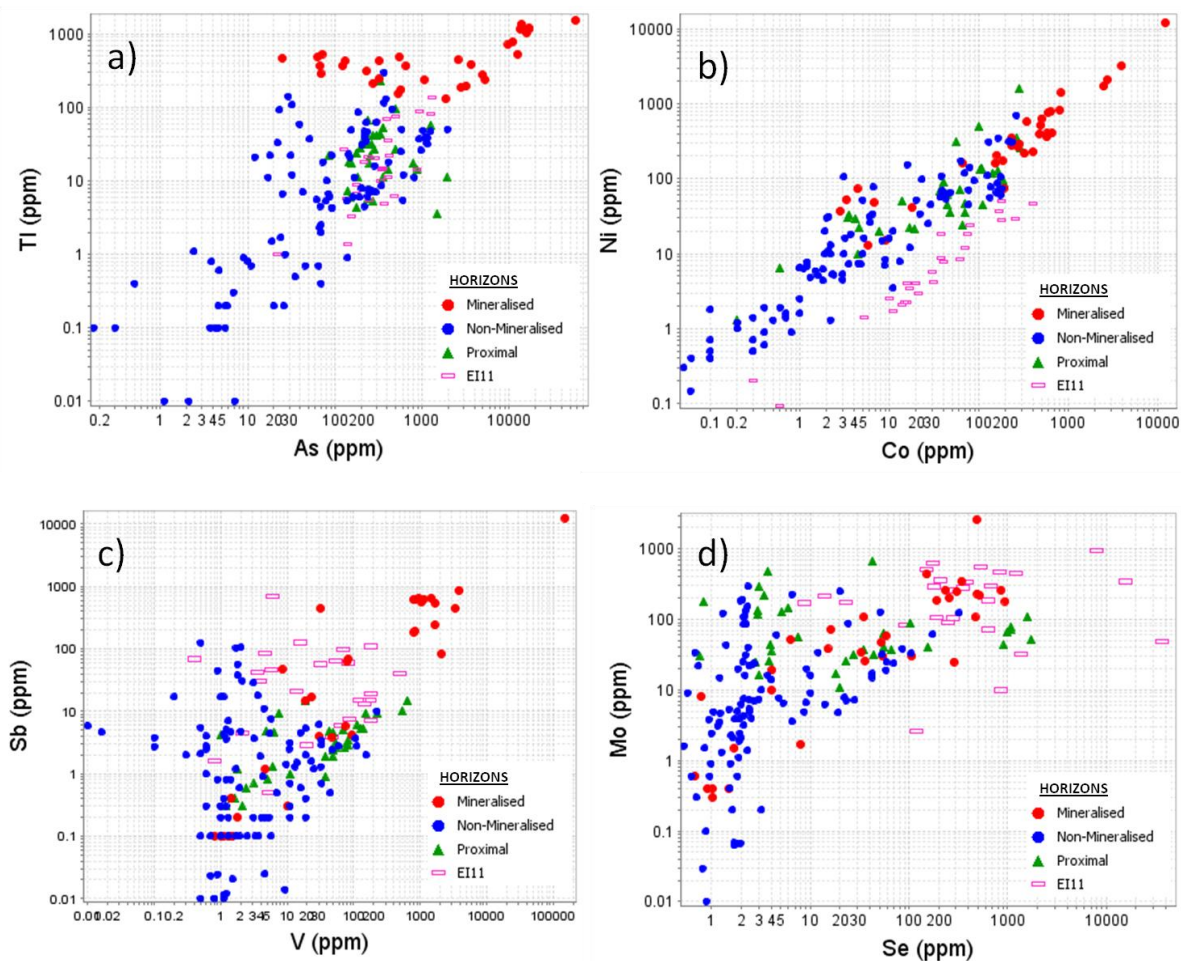 a)
Tl (ppm)
1000
100
10
1
0.1
0.01
HORIZONS
Mineralised
Non-Mineralised
Proximal
EI11
0.2 1 2 3 4 5 20 30 100 200 1000 10000
As (ppm)
b)
Ni (ppm)
10000
1000
100
10
1
0.1
HORIZONS
Mineralised
Non-Mineralised
Proximal
EI11
0.1 0.2 1 2 3 4 5 10 20 30 100 200 1000 10000
Co (ppm)
c)
Sb (ppm)
10000
1000
100
10
1
0.1
0.01
HORIZONS
Mineralised
Non-Mineralised
Proximal
EI11
0.01 0.02 0.10 0.2 1 2 3 4 5 10 20 30 100 200 1000 10000 100000
V (ppm)
d)
Mo (ppm)
1000
100
10
1
0.1
0.01
HORIZONS
Mineralised
Non-Mineralised
Proximal
EI11
1 2 3 4 5 10 20 30 100 200 1000 10000
Se (ppm)